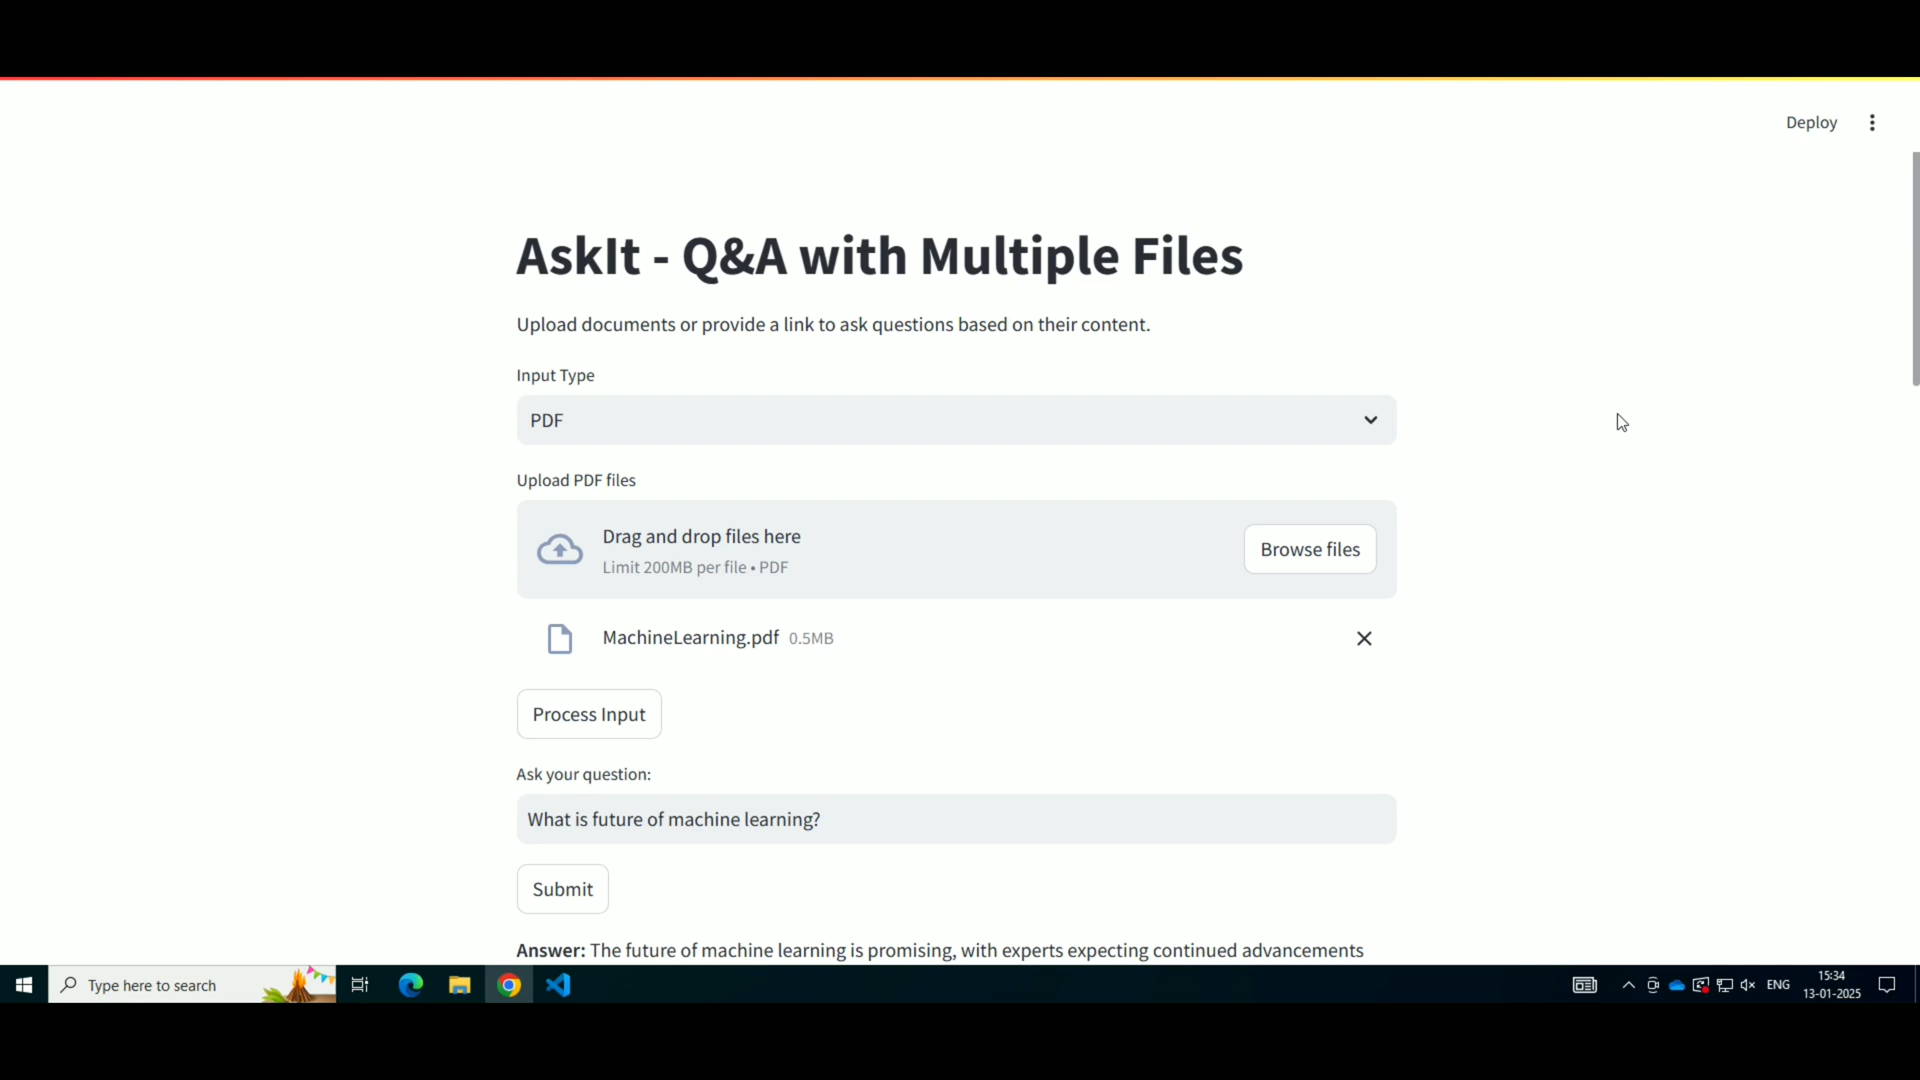 Deploy
AskIt - Q&A with Multiple Files
Upload documents or provide a link to ask questions based on their content.
Input Type
PDF
Upload PDF files
Drag and drop files here
Limit 200MB per file • PDF
Browse files
MachineLearning.pdf 0.5MB
Process Input
Ask your question:
What is future of machine learning?
Submit
Answer: The future of machine learning is promising, with experts expecting continued advancements
Type here to search
ENG
15:34
13-01-2025